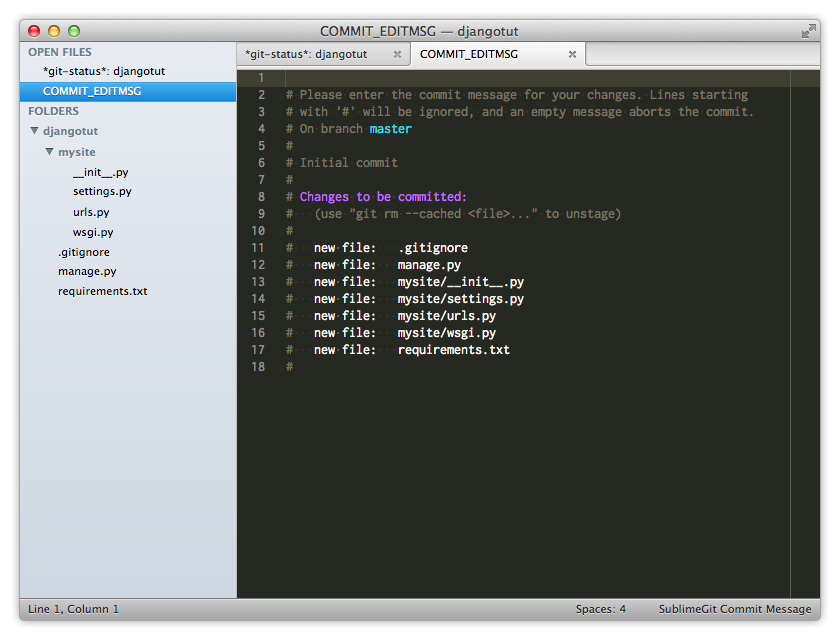 COMMIT_EDITMSG — djangotut
OPEN FILES
*git-status*: djangotut
COMMIT_EDITMSG
FOLDERS
djangotut
mysite
__init__.py
settings.py
urls.py
wsgi.py
.gitignore
manage.py
requirements.txt
*git-status*: djangotut
COMMIT_EDITMSG
1
2 # Please enter the commit message for your changes. Lines starting
3 # with '#' will be ignored, and an empty message aborts the commit.
4 # On branch master
5 #
6 # Initial commit
7 #
8 # Changes to be committed:
9 #   (use "git rm --cached <file>..." to unstage)
10 #
11 #   new file:   .gitignore
12 #   new file:   manage.py
13 #   new file:   mysite/__init__.py
14 #   new file:   mysite/settings.py
15 #   new file:   mysite/urls.py
16 #   new file:   mysite/wsgi.py
17 #   new file:   requirements.txt
18 #
Line 1, Column 1
Spaces: 4
SublimeGit Commit Message